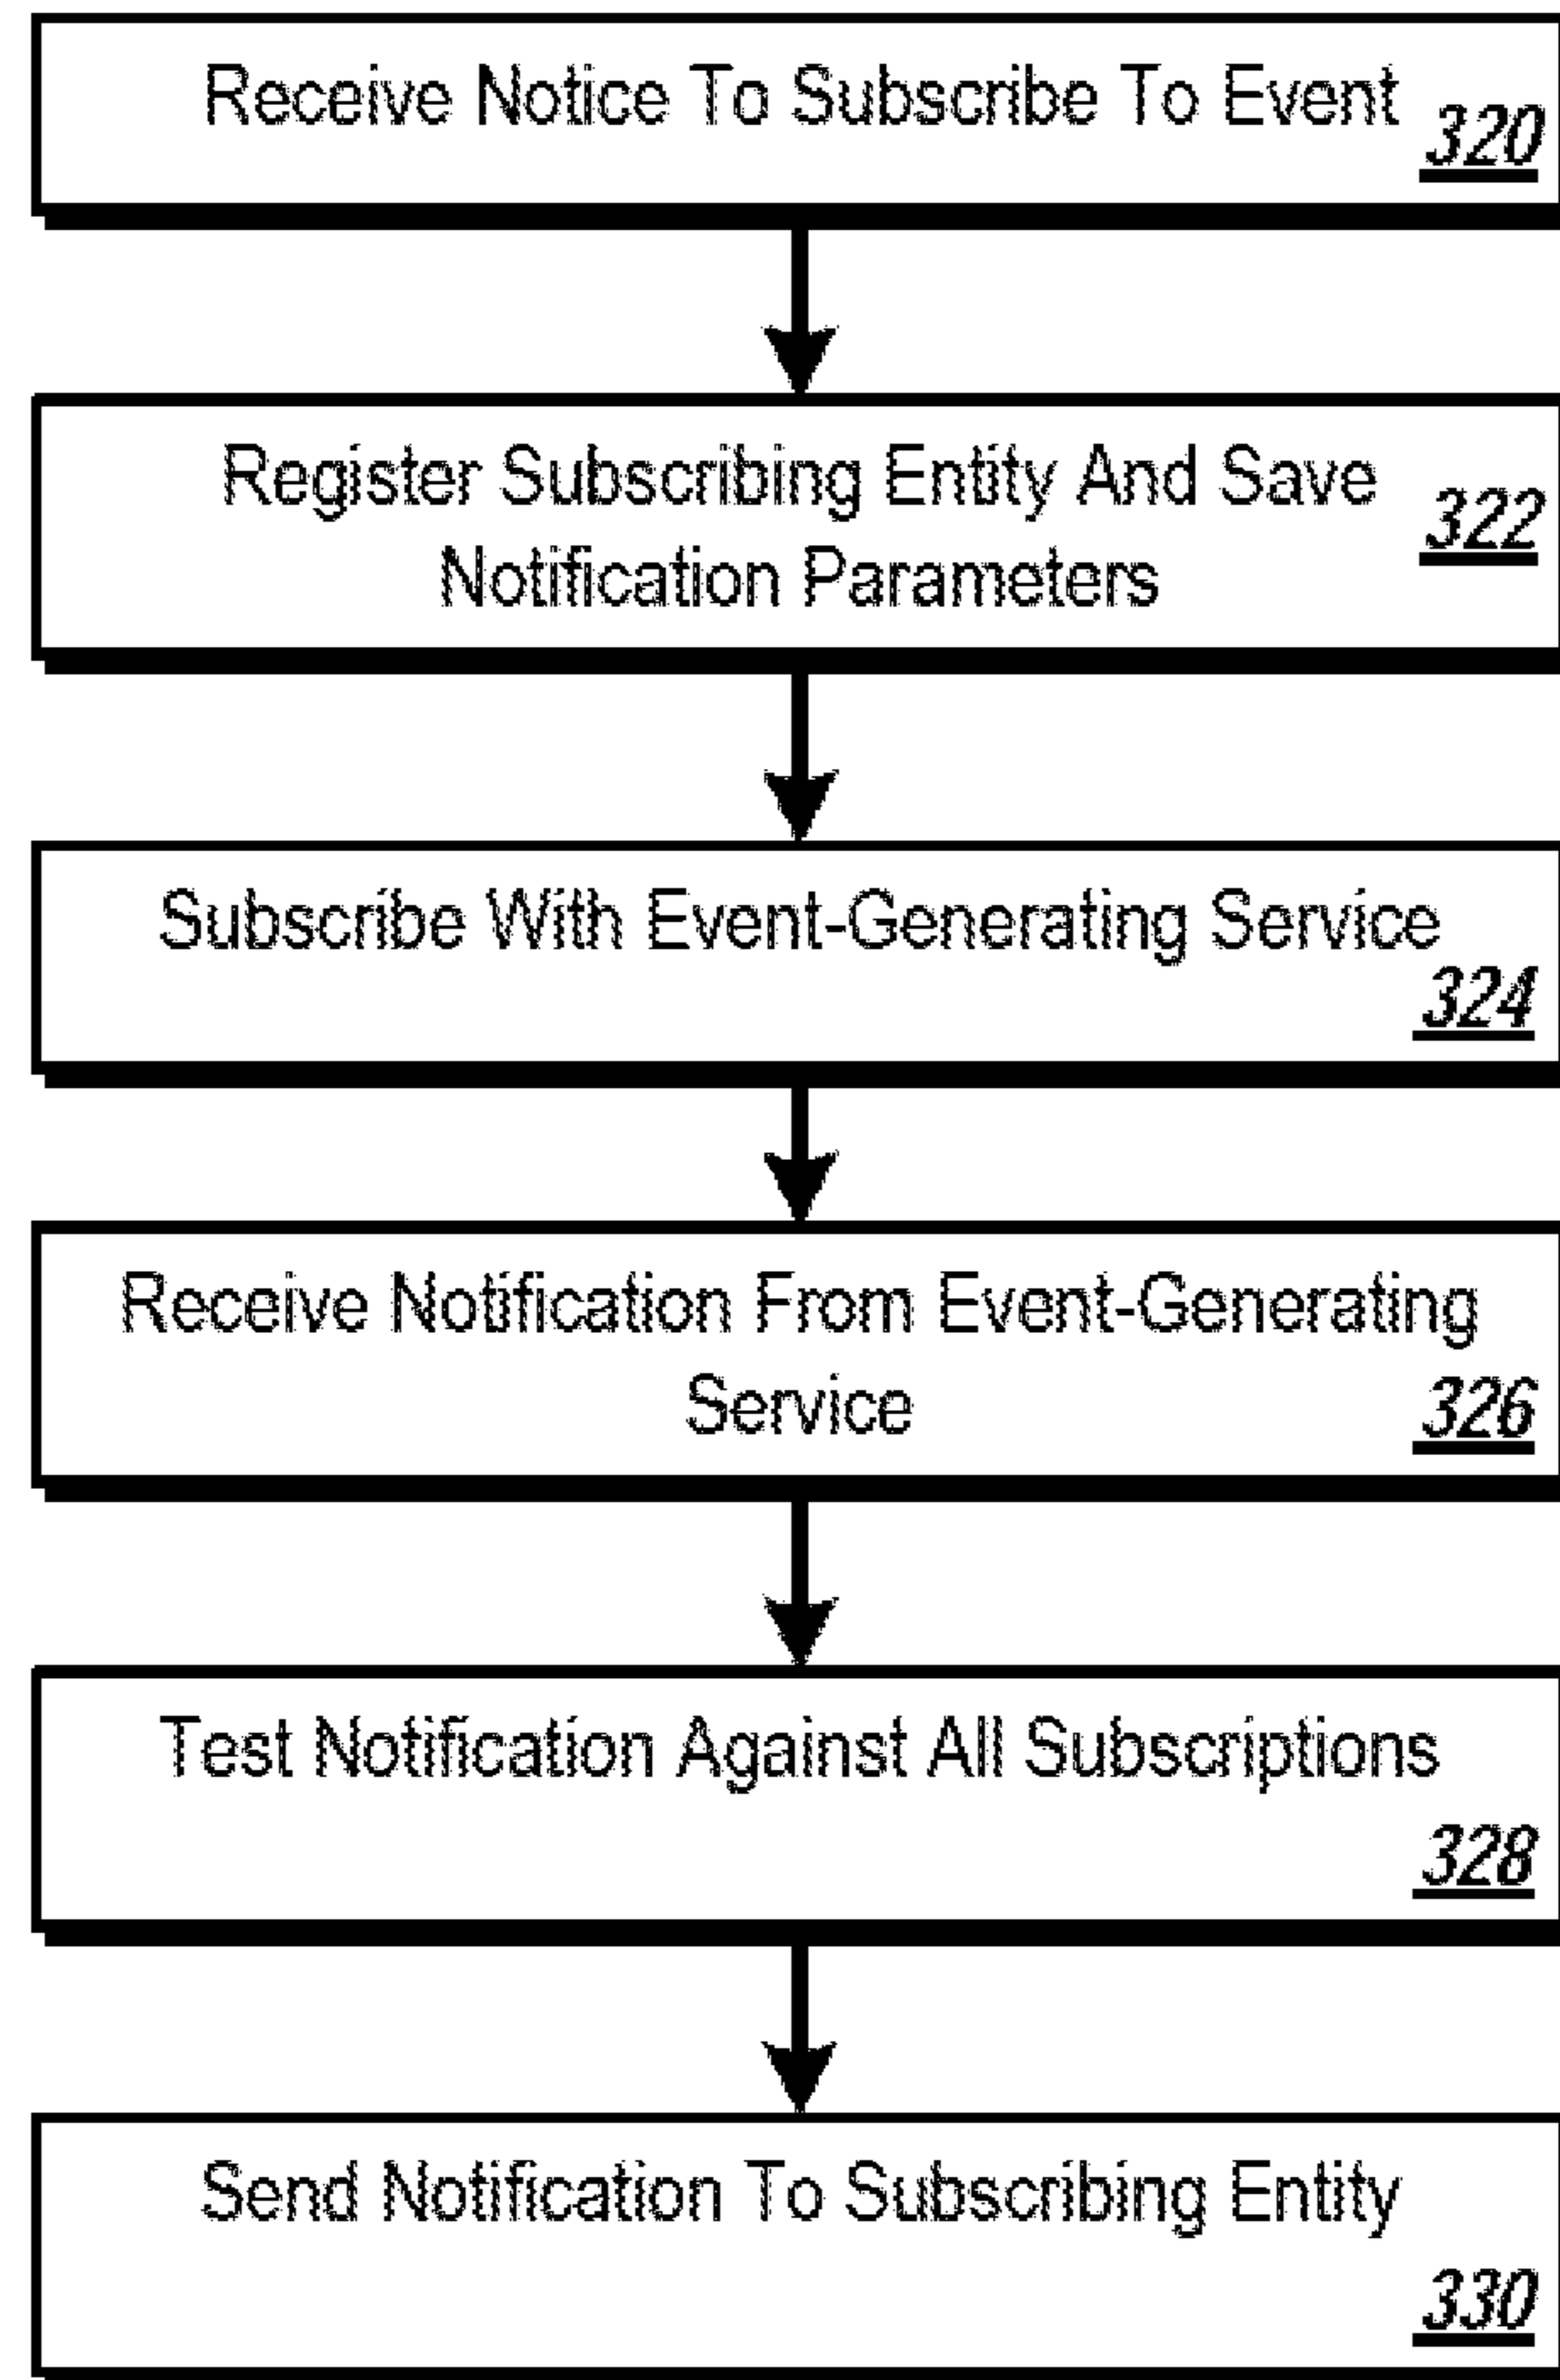 Receive Notice To Subscribe To Event
320
Register Subscribing Entity And Save
Notification Parameters
322
Subscribe With Event-Generating Service
324
Receive Notification From Event-Generating
Service
326
Test Notification Against All Subscriptions
328
Send Notification To Subscribing Entity
330